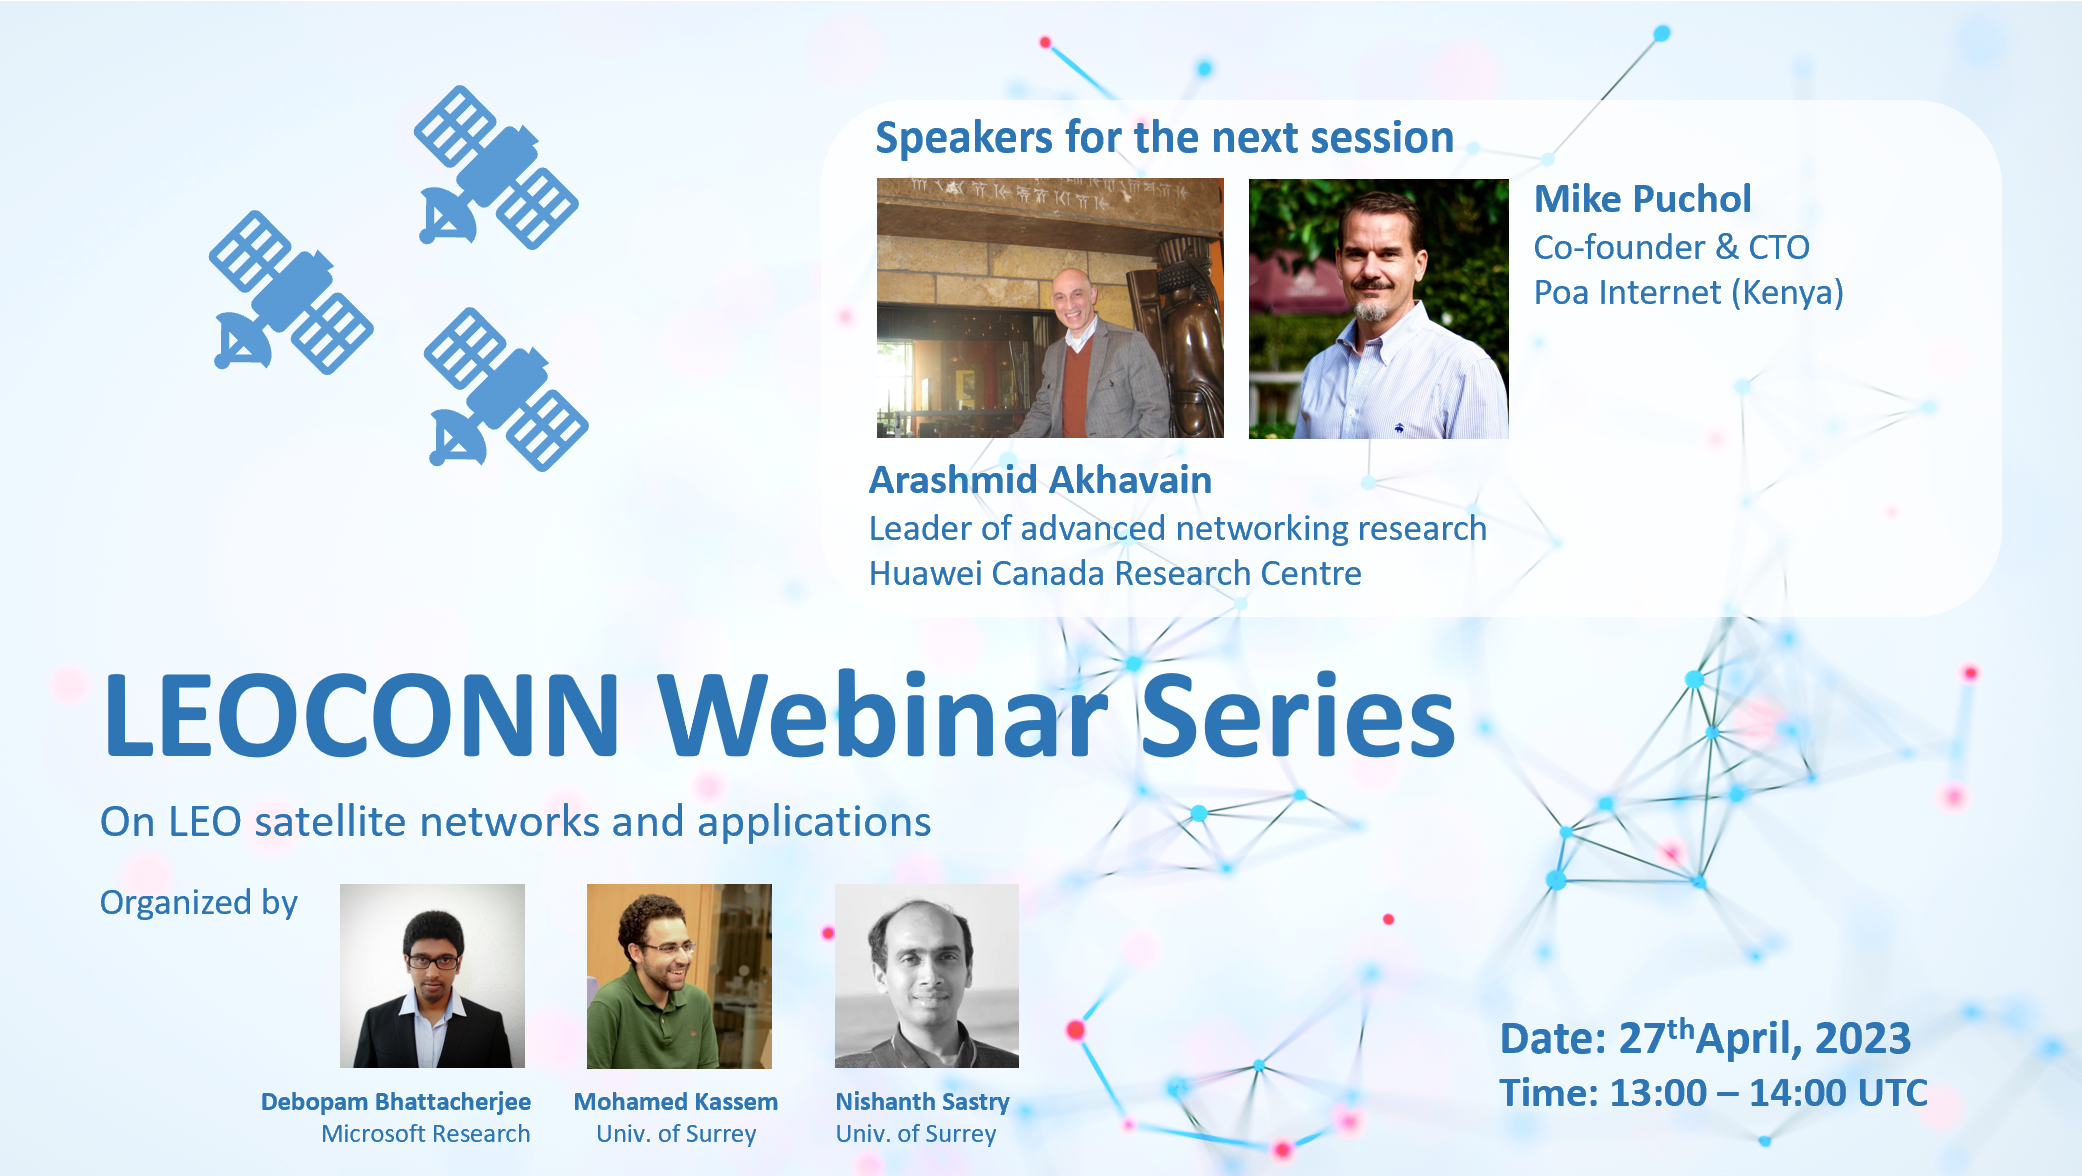 Speakers for the next session
Mike Puchol
Co-founder & CTO
Poa Internet (Kenya)
Arashmid Akhavain
Leader of advanced networking research
Huawei Canada Research Centre
LEOCONN Webinar Series
On LEO satellite networks and applications
Organized by
Debopam Bhattacherjee
Microsoft Research
Mohamed Kassem
Univ. of Surrey
Nishanth Sastry
Univ. of Surrey
Date: 27thApril, 2023
Time: 13:00 – 14:00 UTC